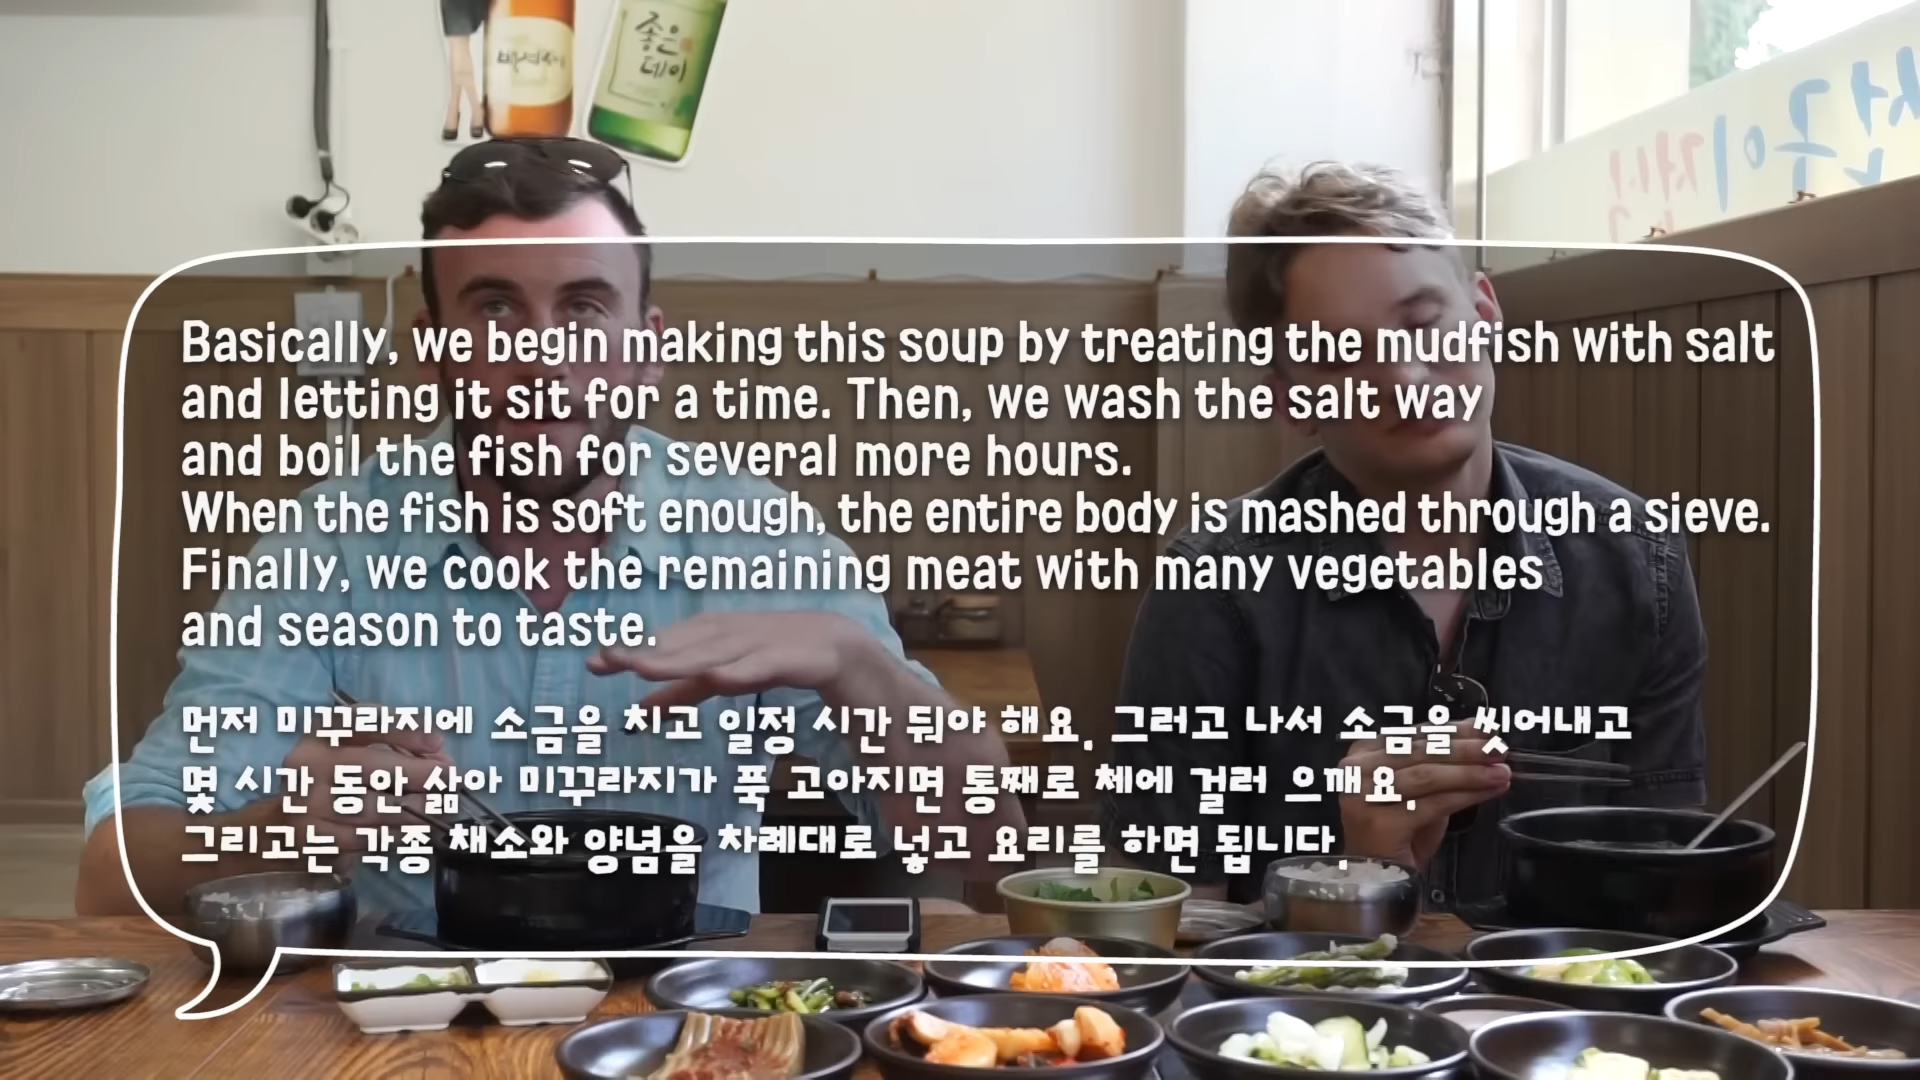 좋은
데이
Basically, we begin making this soup by treating the mudfish with salt
and letting it sit for a time. Then, we wash the salt way
and boil the fish for several more hours.
When the fish is soft enough, the entire body is mashed through a sieve.
Finally, we cook the remaining meat with many vegetables
and season to taste.
먼저 미꾸라지에 소금을 치고 일정 시간 둬야 해요. 그러고 나서 소금을 씻어내고
몇 시간 동안 삶아 미꾸라지가 푹 고아지면 통째로 체에 걸러 으깨요.
그리고는 각종 채소와 양념을 차례대로 넣고 요리를 하면 됩니다.